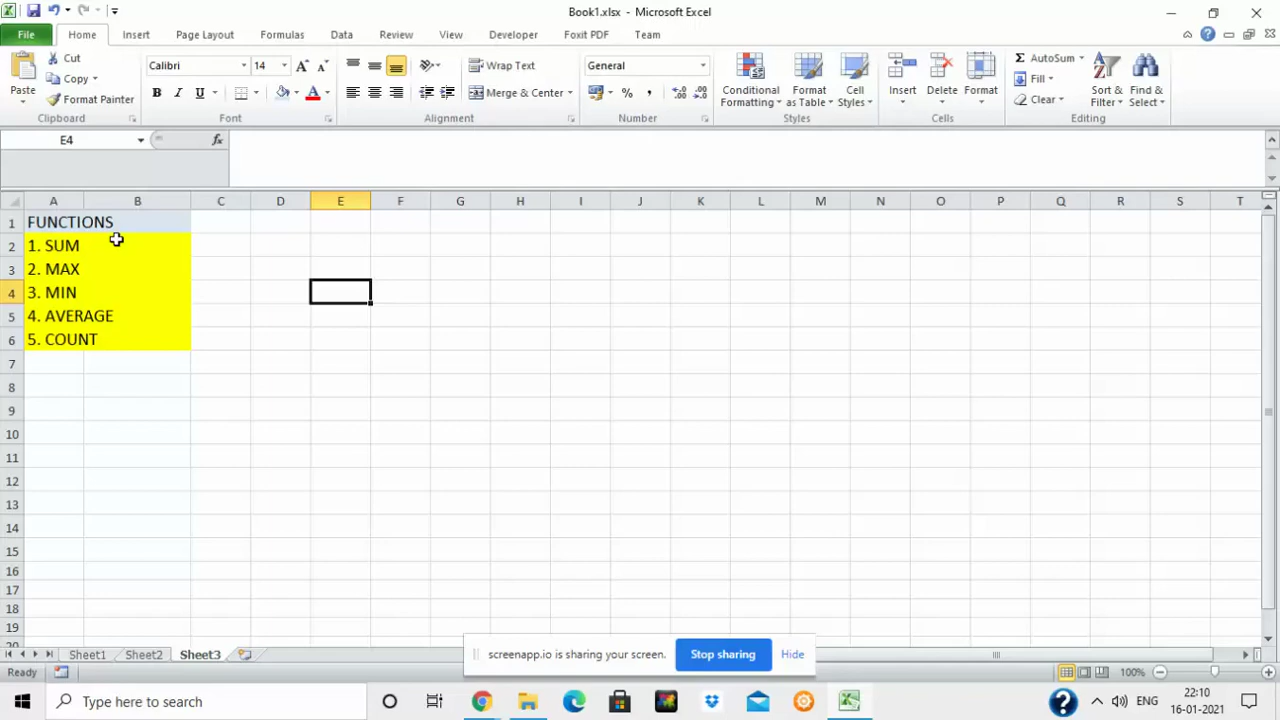 Book1.xlsx - Microsoft Excel
File Home Insert Page Layout Formulas Data Review View Developer Foxit PDF Team
Cut
Copy
Format Painter
Paste
Clipboard
Calibri 14
B I U
Font
Wrap Text
Merge & Center
Alignment
General
% ,
Number
Conditional Formatting
Format as Table
Cell Styles
Styles
Insert Delete Format
Cells
Σ AutoSum
Fill
Clear
Sort & Filter
Find & Select
Editing
E4 fx
A B C D E F G H I J K L M N O P Q R S T
1 FUNCTIONS
2 1. SUM
3 2. MAX
4 3. MIN
5 4. AVERAGE
6 5. COUNT
7
8
9
10
11
12
13
14
15
16
17
18
19
20
Sheet1 Sheet2 Sheet3
screenapp.io is sharing your screen. Stop sharing Hide
Ready 100%
Type here to search
ENG
22:10
16-01-2021